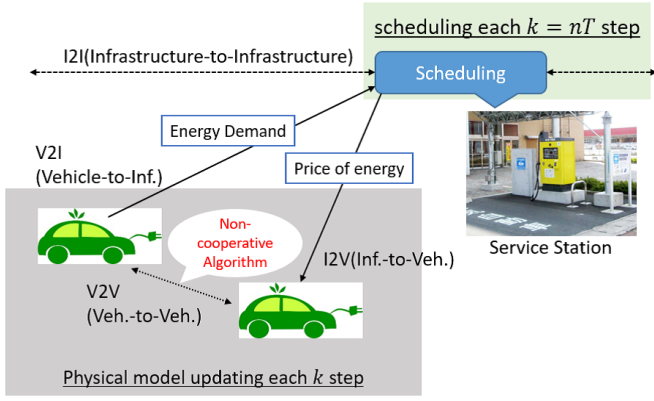 scheduling each k = nT step
I2I(Infrastructure-to-Infrastructure)
Scheduling
Energy Demand
V2I
(Vehicle-to-Inf.)
Price of energy
Non-
cooperative
Algorithm
Service Station
I2V(Inf.-to-Veh.)
V2V
(Veh.-to-Veh.)
Physical model updating each k step